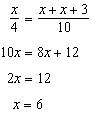 x/4 = (x + x + 3)/10
10x = 8x + 12
2x = 12
x = 6